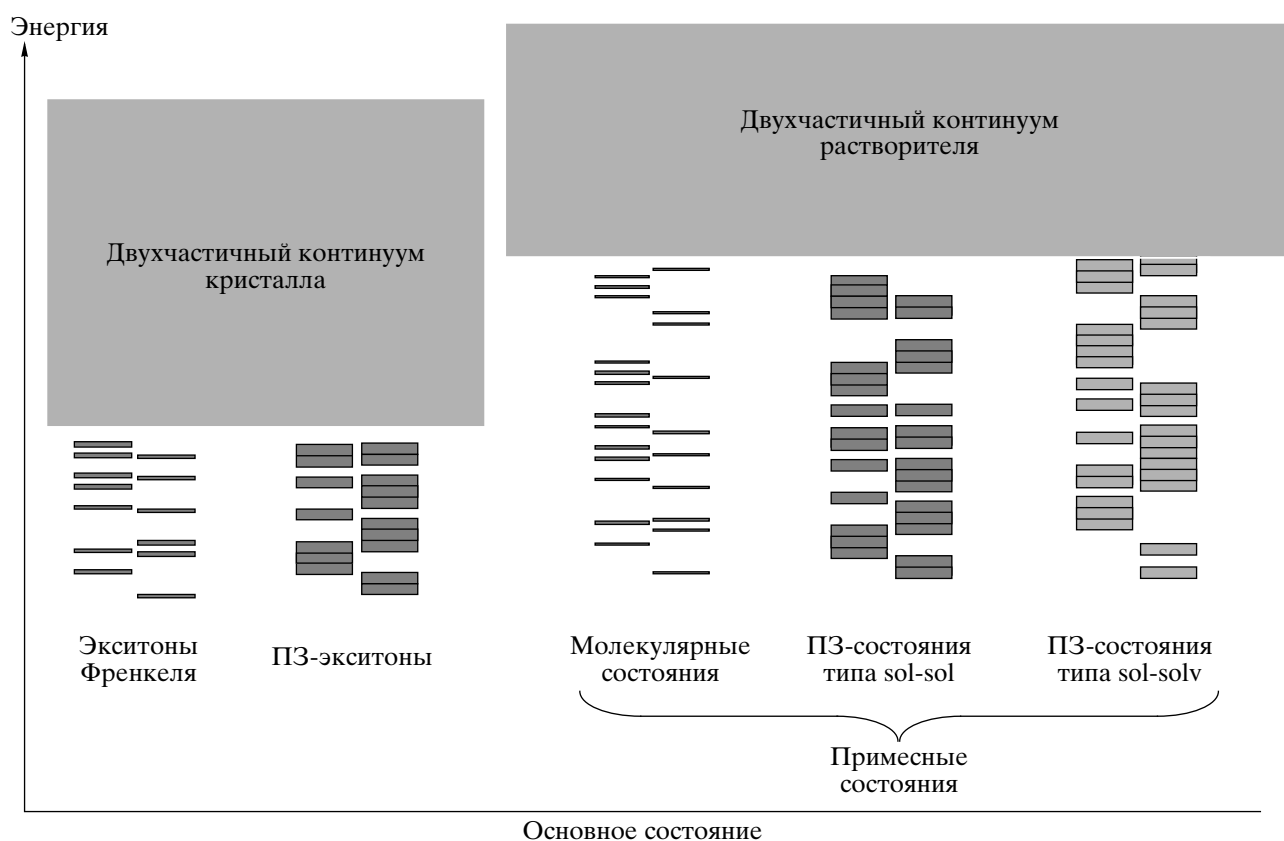 Энергия
Двухчастичный континуум
растворителя
Двухчастичный континуум
кристалла
Экситоны
Френкеля
ПЗ-экситоны
Молекулярные
состояния
ПЗ-состояния
типа sol-sol
ПЗ-состояния
типа sol-solv
Примесные
состояния
Основное состояние